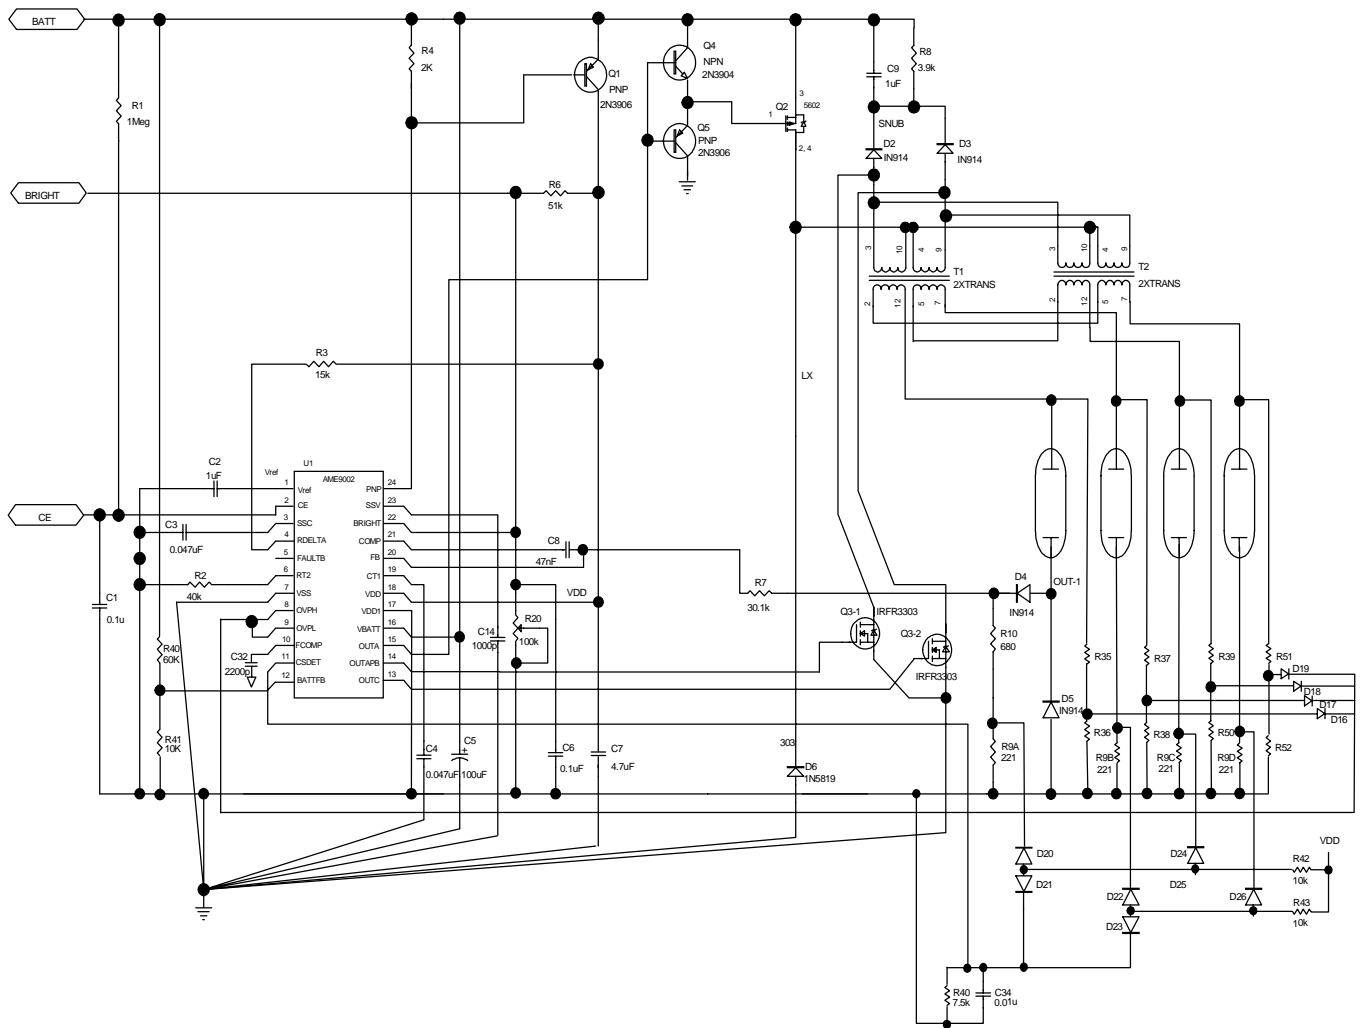 BATT
R4
2K
Q1
PNP
2N3906
Q4
NPN
2N3904
Q5
PNP
2N3906
Q2
1
3
5602
2, 4
C9
1uF
R8
3.9k
SNUB
D2
IN914
D3
IN914
R1
1Meg
BRIGHT
R6
51k
3
10
4
9
T1
2XTRANS
2
12
5
7
3
10
4
9
T2
2XTRANS
2
12
5
7
R3
15k
LX
C2
1uF
Vref
U1
AME9002
1
Vref
2
CE
3
SSC
4
RDELTA
5
FAULTB
6
RT2
7
VSS
8
OVPH
9
OVPL
10
FCOMP
11
CSDET
12
BATTFB
PNP
24
SSV
23
BRIGHT
22
COMP
21
FB
20
CT1
19
VDD
18
VDD1
17
VBATT
16
OUTA
15
OUTAPB
14
OUTC
13
CE
C3
0.047uF
R2
40k
C1
0.1u
R40
60K
C32
2200p
R41
10K
C8
47nF
VDD
C14
1000p
R20
100k
R7
30.1k
D4
IN914
OUT-1
Q3-1
IRFR3303
Q3-2
IRFR3303
R10
680
D5
IN914
R9A
221
R35
R36
R37
R38
R39
R50
R51
R52
R9B
221
R9C
221
R9D
221
D19
D18
D17
D16
C4
0.047uF
C5
+
100uF
C6
0.1uF
C7
4.7uF
303
D6
1N5819
D20
D21
D24
D25
D22
D23
D26
VDD
R42
10k
R43
10k
R40
7.5k
C34
0.01u